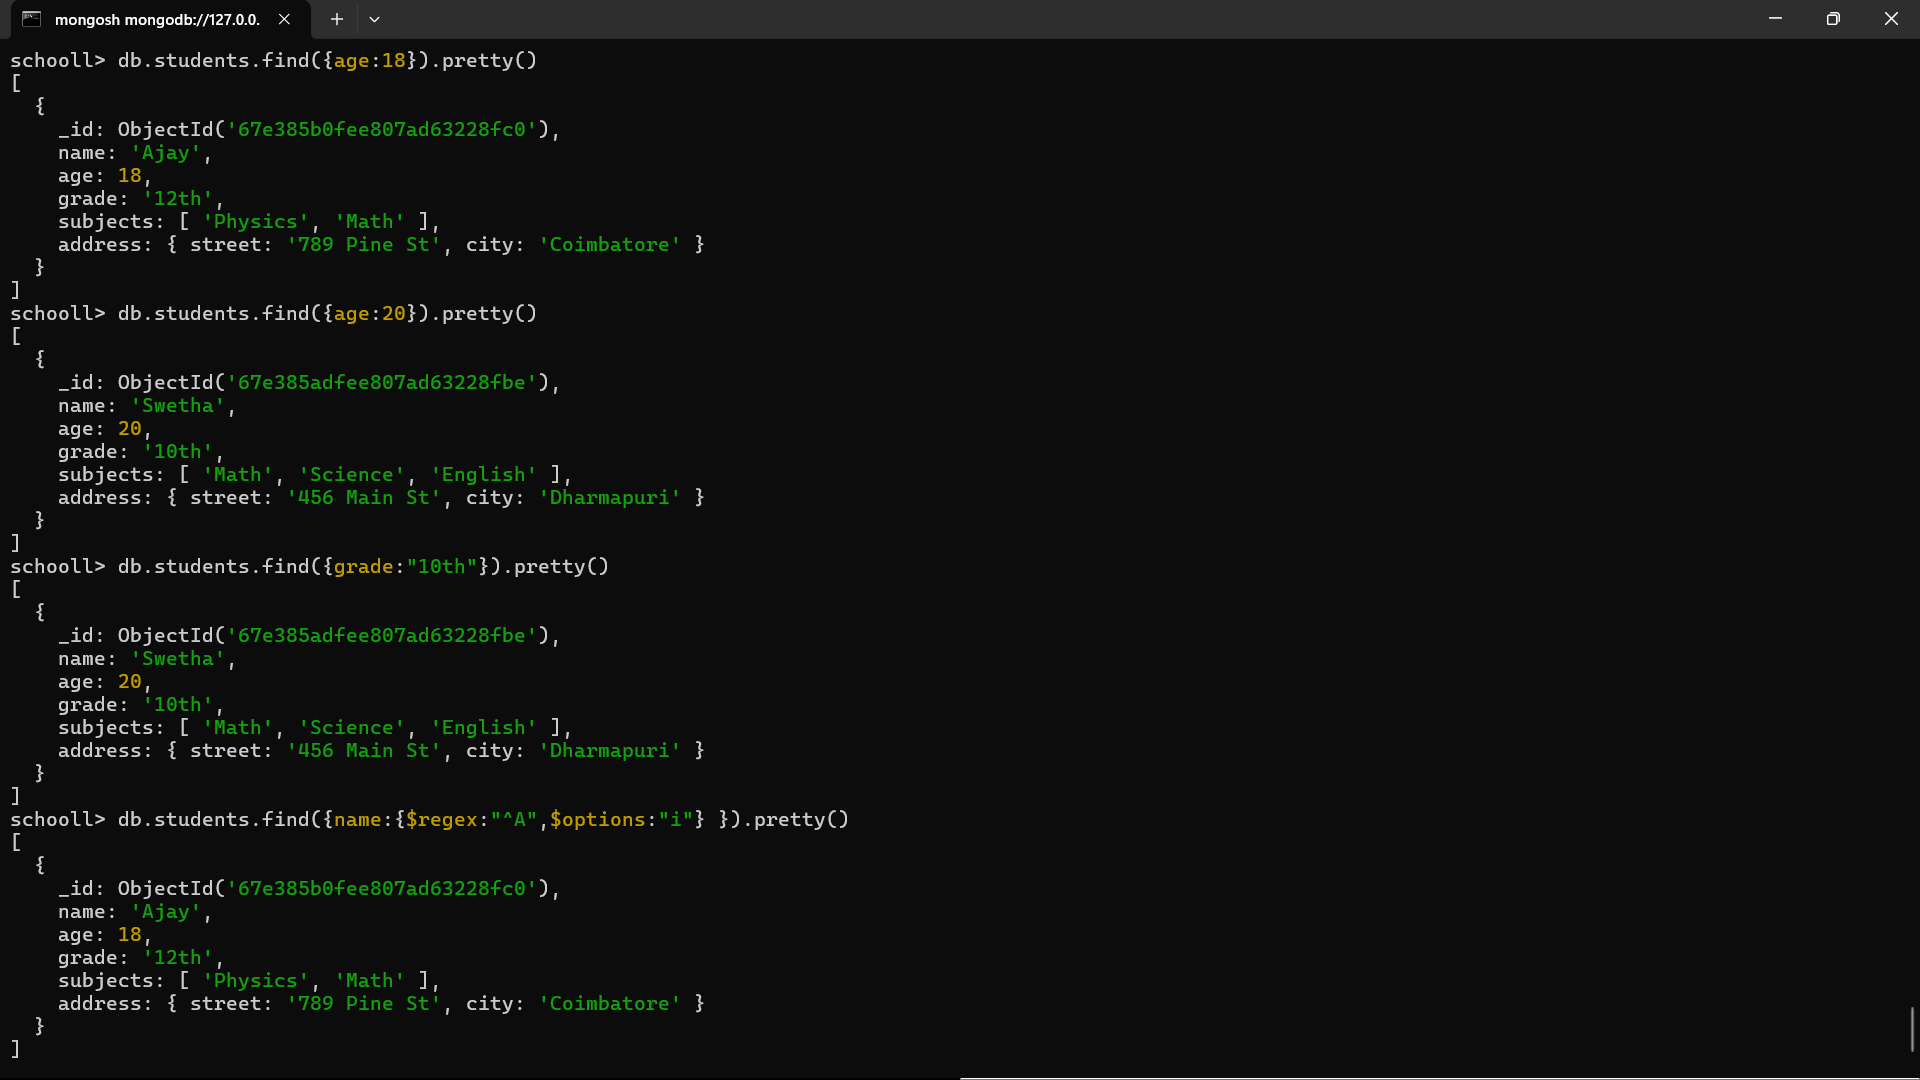 mongosh mongodb://127.0.0.
schooll> db.students.find({age:18}).pretty()
[
  {
    _id: ObjectId('67e385b0fee807ad63228fc0'),
    name: 'Ajay',
    age: 18,
    grade: '12th',
    subjects: [ 'Physics', 'Math' ],
    address: { street: '789 Pine St', city: 'Coimbatore' }
  }
]
schooll> db.students.find({age:20}).pretty()
[
  {
    _id: ObjectId('67e385adfee807ad63228fbe'),
    name: 'Swetha',
    age: 20,
    grade: '10th',
    subjects: [ 'Math', 'Science', 'English' ],
    address: { street: '456 Main St', city: 'Dharmapuri' }
  }
]
schooll> db.students.find({grade:"10th"}).pretty()
[
  {
    _id: ObjectId('67e385adfee807ad63228fbe'),
    name: 'Swetha',
    age: 20,
    grade: '10th',
    subjects: [ 'Math', 'Science', 'English' ],
    address: { street: '456 Main St', city: 'Dharmapuri' }
  }
]
schooll> db.students.find({name:{$regex:"^A",$options:"i"} }).pretty()
[
  {
    _id: ObjectId('67e385b0fee807ad63228fc0'),
    name: 'Ajay',
    age: 18,
    grade: '12th',
    subjects: [ 'Physics', 'Math' ],
    address: { street: '789 Pine St', city: 'Coimbatore' }
  }
]